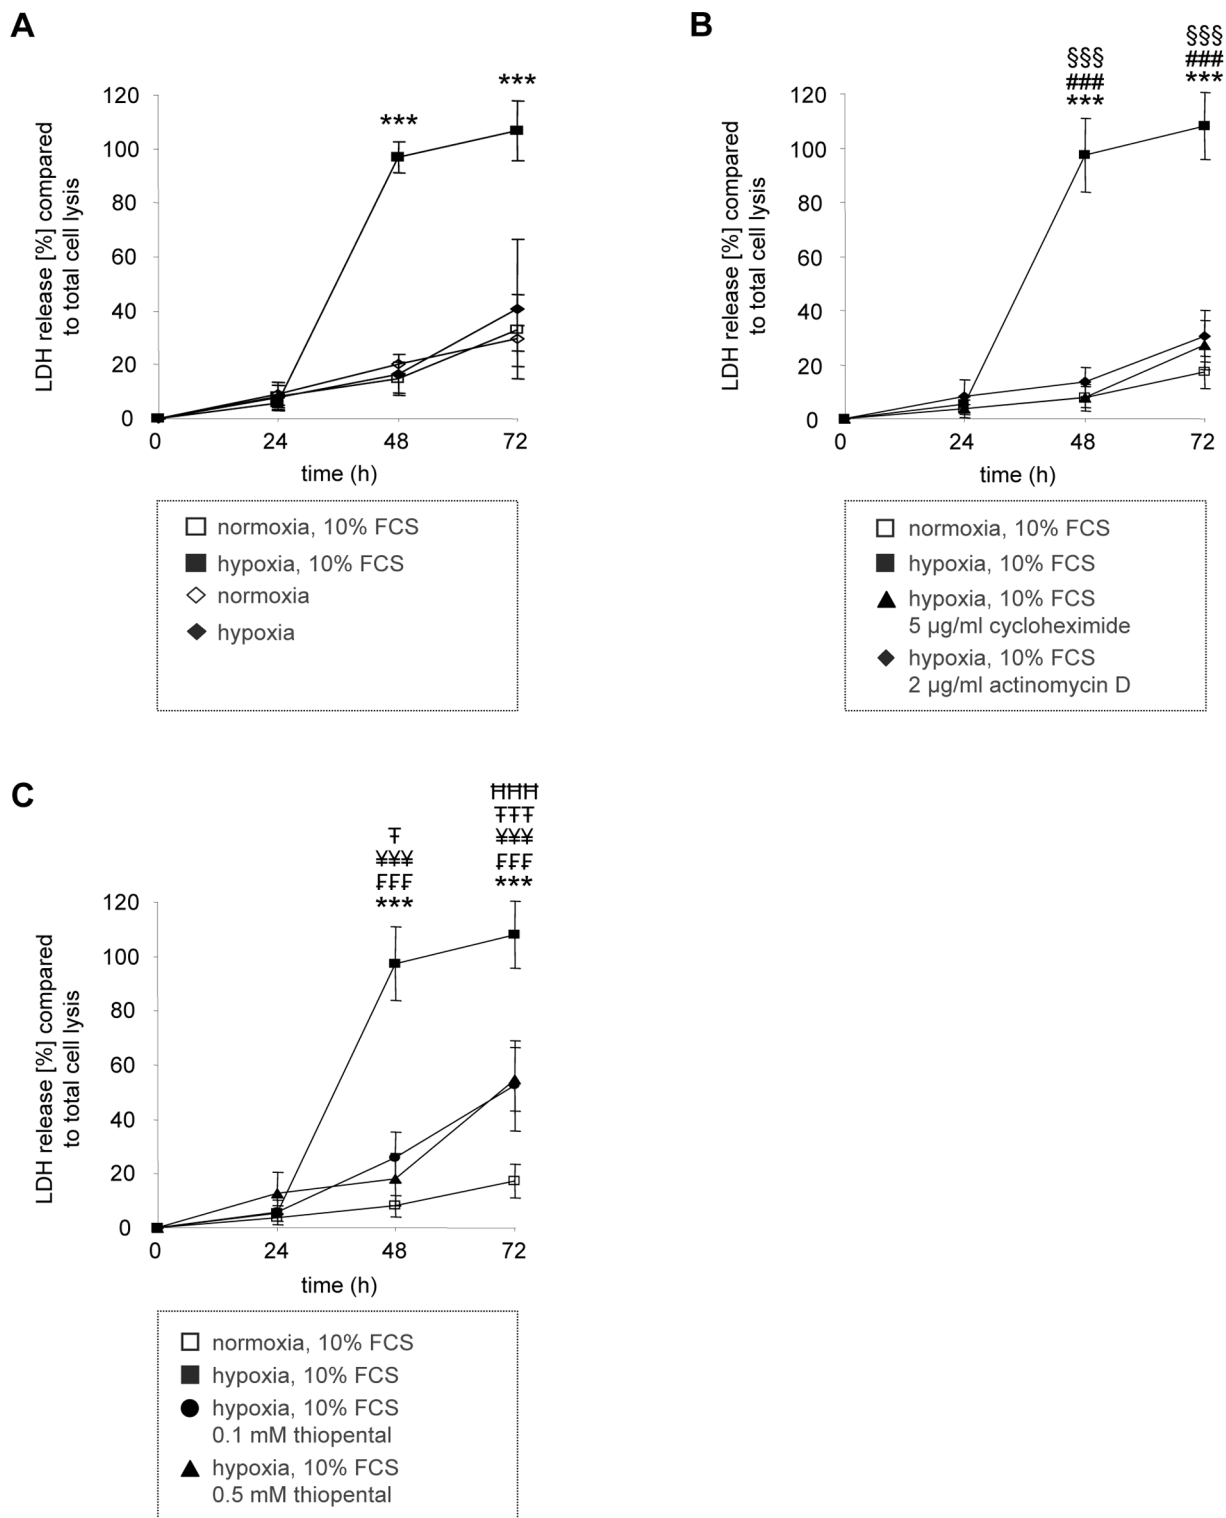 A
***
***
120
100
80
60
40
20
0
LDH release [%] compared
to total cell lysis
0 24 48 72
time (h)
normoxia, 10% FCS
hypoxia, 10% FCS
normoxia
hypoxia
B
§§§
###
***
§§§
###
***
120
100
80
60
40
20
0
LDH release [%] compared
to total cell lysis
0 24 48 72
time (h)
normoxia, 10% FCS
hypoxia, 10% FCS
hypoxia, 10% FCS
5 µg/ml cycloheximide
hypoxia, 10% FCS
2 µg/ml actinomycin D
C
Ŧ
¥¥¥
₣₣₣
***
ĦĦĦ
ŦŦŦ
¥¥¥
₣₣₣
***
120
100
80
60
40
20
0
LDH release [%] compared
to total cell lysis
0 24 48 72
time (h)
normoxia, 10% FCS
hypoxia, 10% FCS
hypoxia, 10% FCS
0.1 mM thiopental
hypoxia, 10% FCS
0.5 mM thiopental